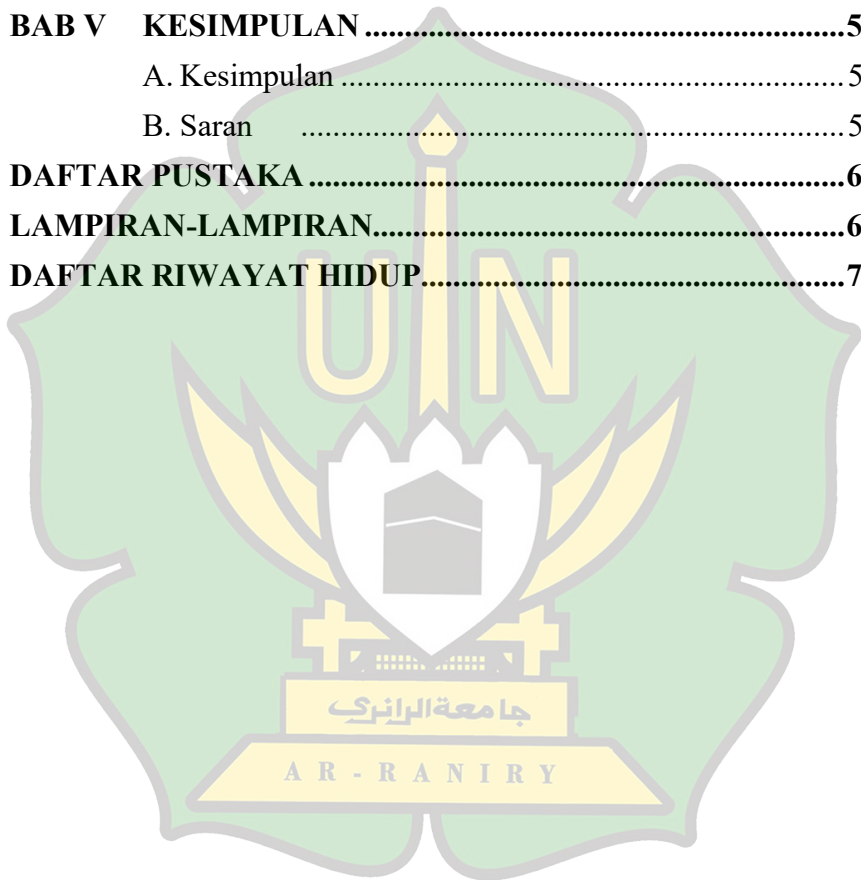 BAB V KESIMPULAN ............................................................ 5
A. Kesimpulan ................................................................ 5
B. Saran ..................................................................... 5
DAFTAR PUSTAKA ............................................................... 6
LAMPIRAN-LAMPIRAN ............................................................ 6
DAFTAR RIWAYAT HIDUP ......................................................... 7
UIN
جامعة الرانري
AR-RANIRY